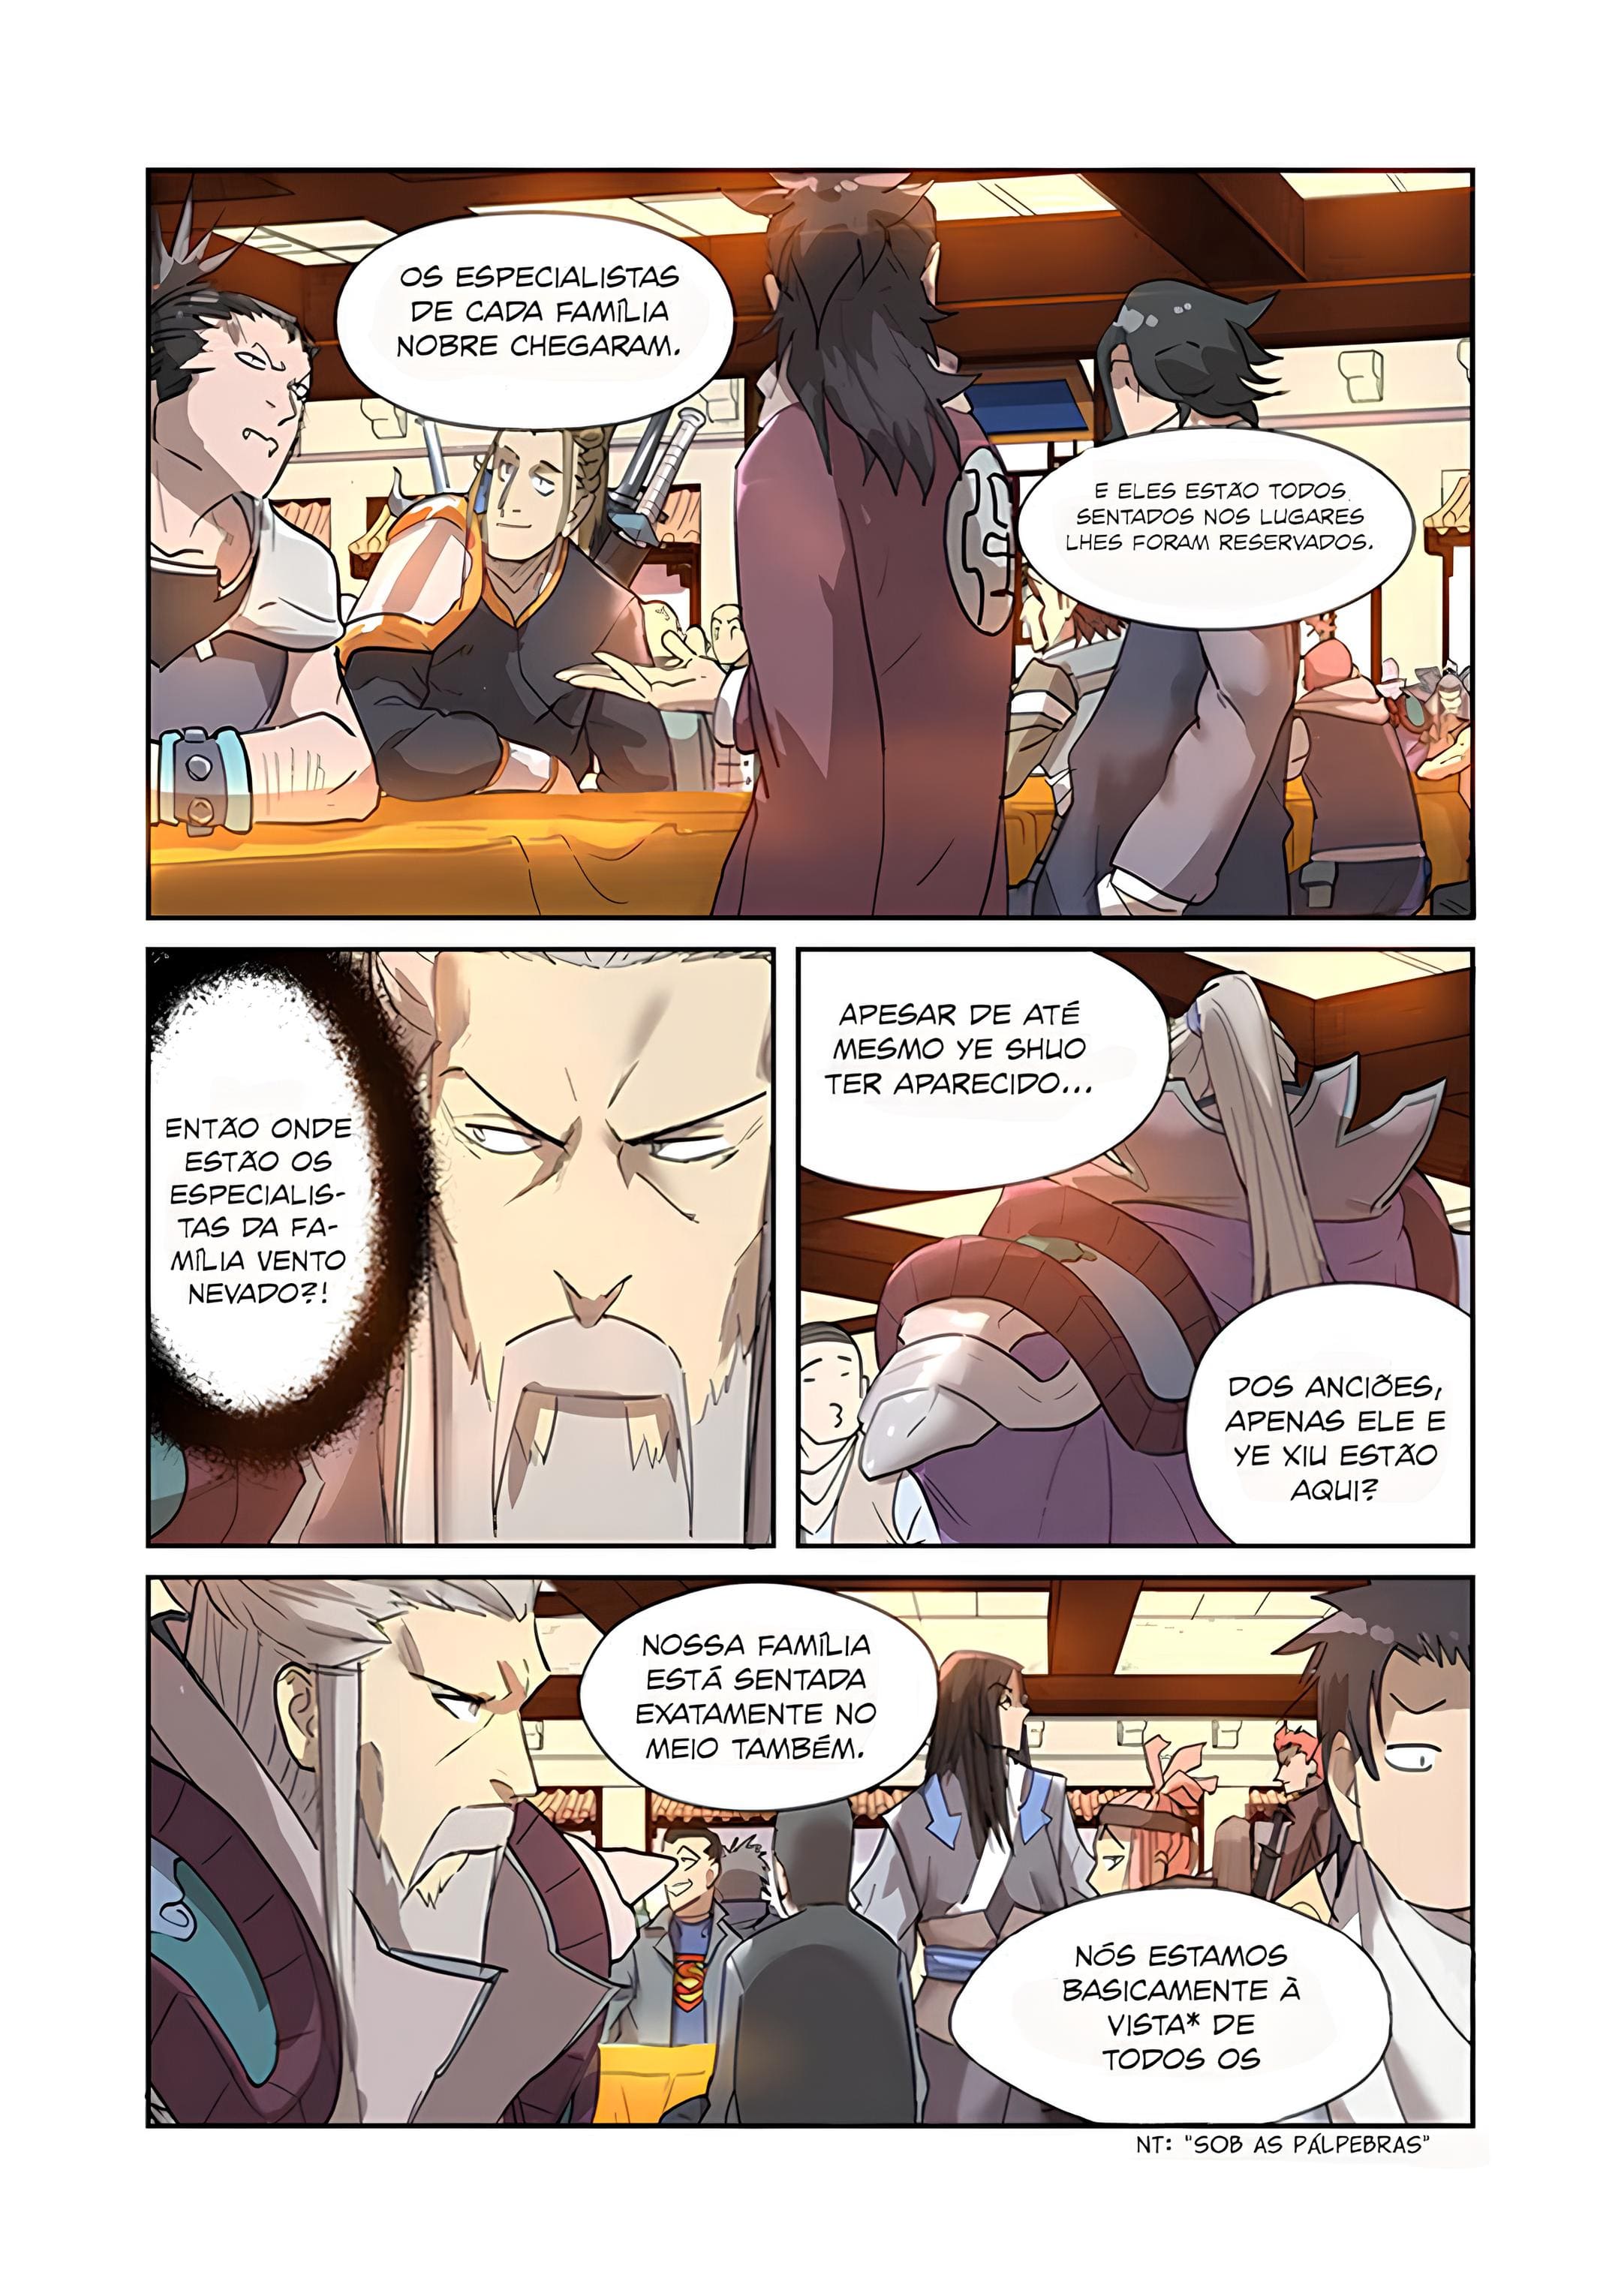 OS ESPECIALISTAS
DE CADA FAMÍLIA
NOBRE CHEGARAM.
E ELES ESTÃO TODOS
SENTADOS NOS LUGARES
LHES FORAM RESERVADOS.
ENTÃO ONDE
ESTÃO OS
ESPECIALIS-
TAS DA FA-
MÍLIA VENTO
NEVADO?!
APESAR DE ATÉ
MESMO YE SHUO
TER APARECIDO...
DOS ANCIÕES,
APENAS ELE E
YE XIU ESTÃO
AQUI?
NOSSA FAMÍLIA
ESTÁ SENTADA
EXATAMENTE NO
MEIO TAMBÉM.
NÓS ESTAMOS
BASICAMENTE À
VISTA* DE
TODOS OS
NT: "SOB AS PÁLPEBRAS"